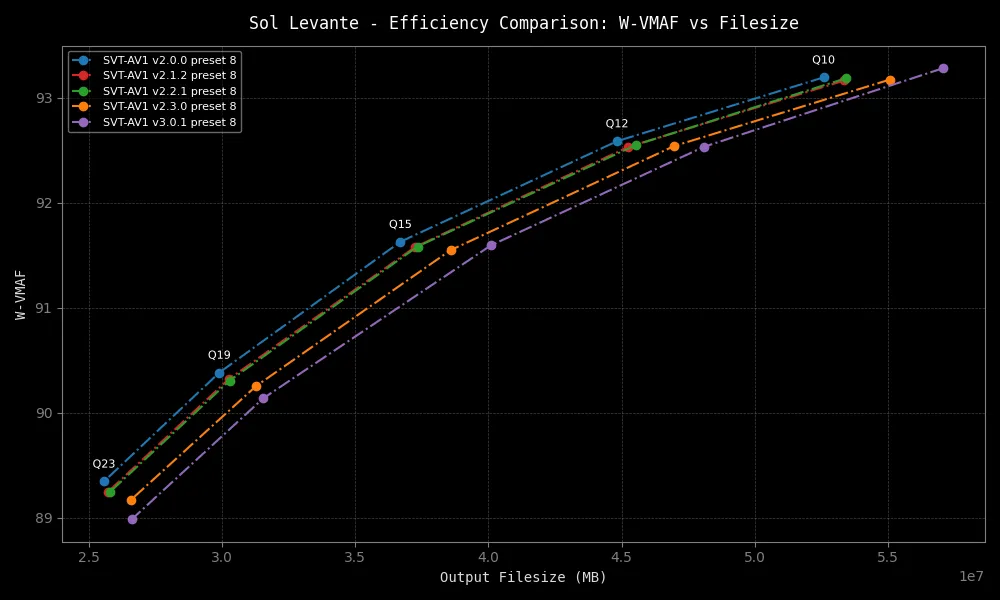 Sol Levante - Efficiency Comparison: W-VMAF vs Filesize
SVT-AV1 v2.0.0 preset 8
SVT-AV1 v2.1.2 preset 8
SVT-AV1 v2.2.1 preset 8
SVT-AV1 v2.3.0 preset 8
SVT-AV1 v3.0.1 preset 8
Q10
Q12
Q15
Q19
Q23
93
92
91
90
89
W-VMAF
2.5
3.0
3.5
4.0
4.5
5.0
5.5
1e7
Output Filesize (MB)